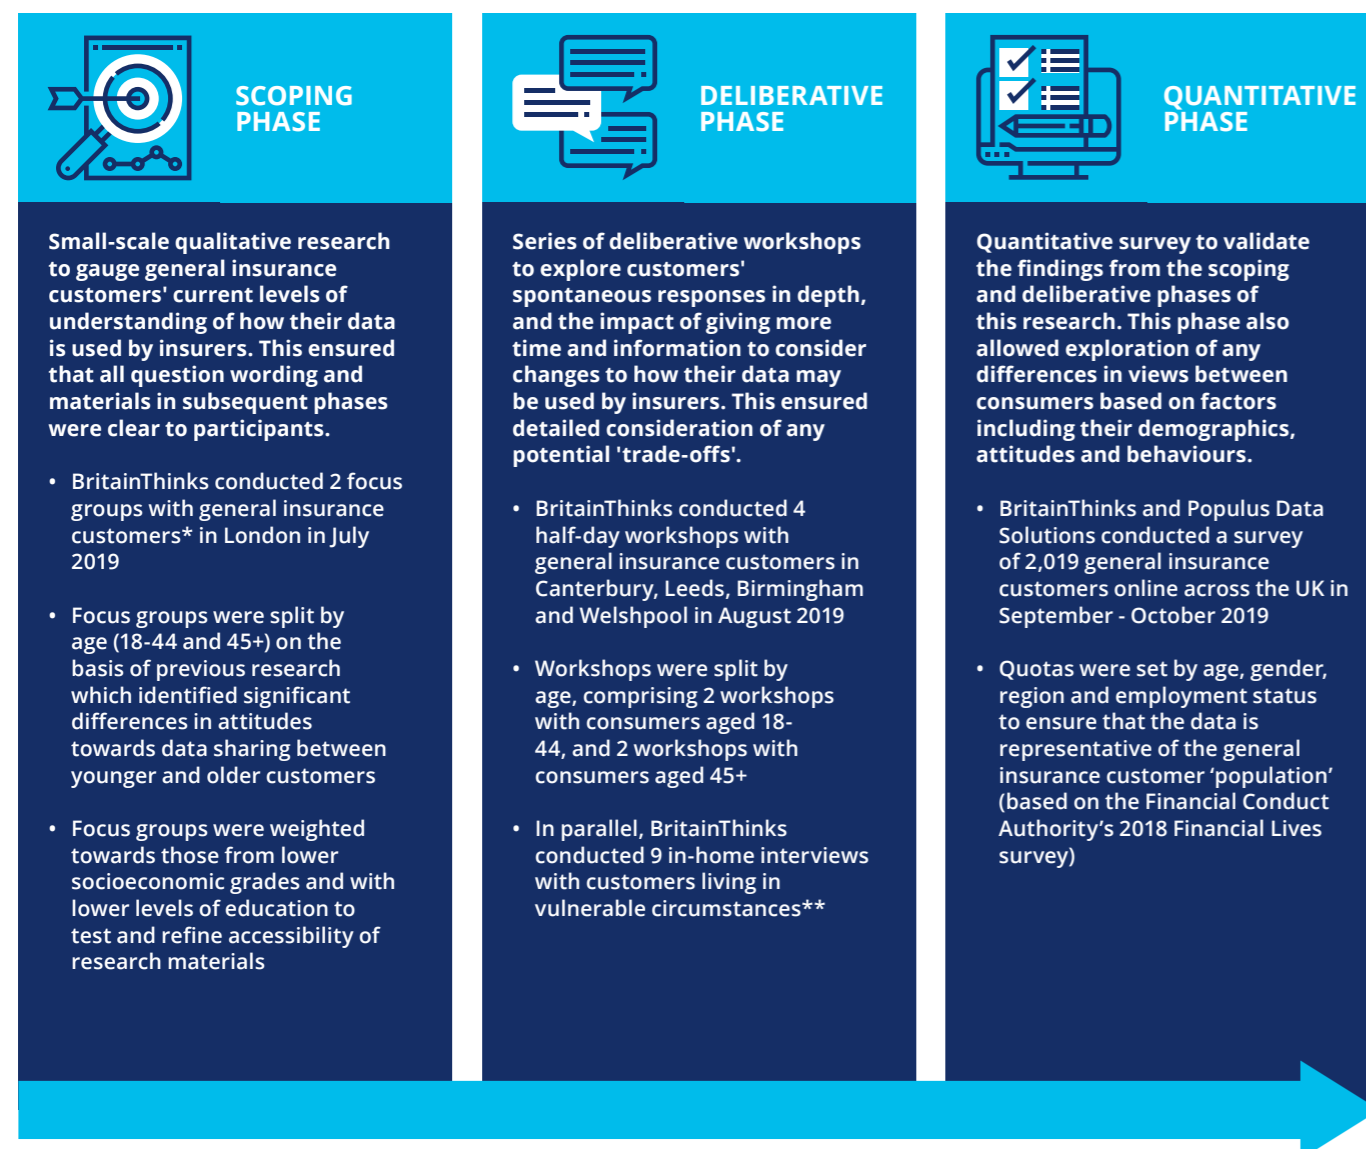 SCOPING
PHASE
Small-scale qualitative research
to gauge general insurance
customers' current levels of
understanding of how their data
is used by insurers. This ensured
that all question wording and
materials in subsequent phases
were clear to participants.
• BritainThinks conducted 2 focus
groups with general insurance
customers* in London in July
2019
• Focus groups were split by
age (18-44 and 45+) on the
basis of previous research
which identified significant
differences in attitudes
towards data sharing between
younger and older customers
• Focus groups were weighted
towards those from lower
socioeconomic grades and with
lower levels of education to
test and refine accessibility of
research materials
DELIBERATIVE
PHASE
Series of deliberative workshops
to explore customers'
spontaneous responses in depth,
and the impact of giving more
time and information to consider
changes to how their data may
be used by insurers. This ensured
detailed consideration of any
potential 'trade-offs'.
• BritainThinks conducted 4
half-day workshops with
general insurance customers in
Canterbury, Leeds, Birmingham
and Welshpool in August 2019
• Workshops were split by
age, comprising 2 workshops
with consumers aged 18-
44, and 2 workshops with
consumers aged 45+
• In parallel, BritainThinks
conducted 9 in-home interviews
with customers living in
vulnerable circumstances**
QUANTITATIVE
PHASE
Quantitative survey to validate
the findings from the scoping
and deliberative phases of
this research. This phase also
allowed exploration of any
differences in views between
consumers based on factors
including their demographics,
attitudes and behaviours.
• BritainThinks and Populus Data
Solutions conducted a survey
of 2,019 general insurance
customers online across the UK in
September - October 2019
• Quotas were set by age, gender,
region and employment status
to ensure that the data is
representative of the general
insurance customer ‘population’
(based on the Financial Conduct
Authority’s 2018 Financial Lives
survey)